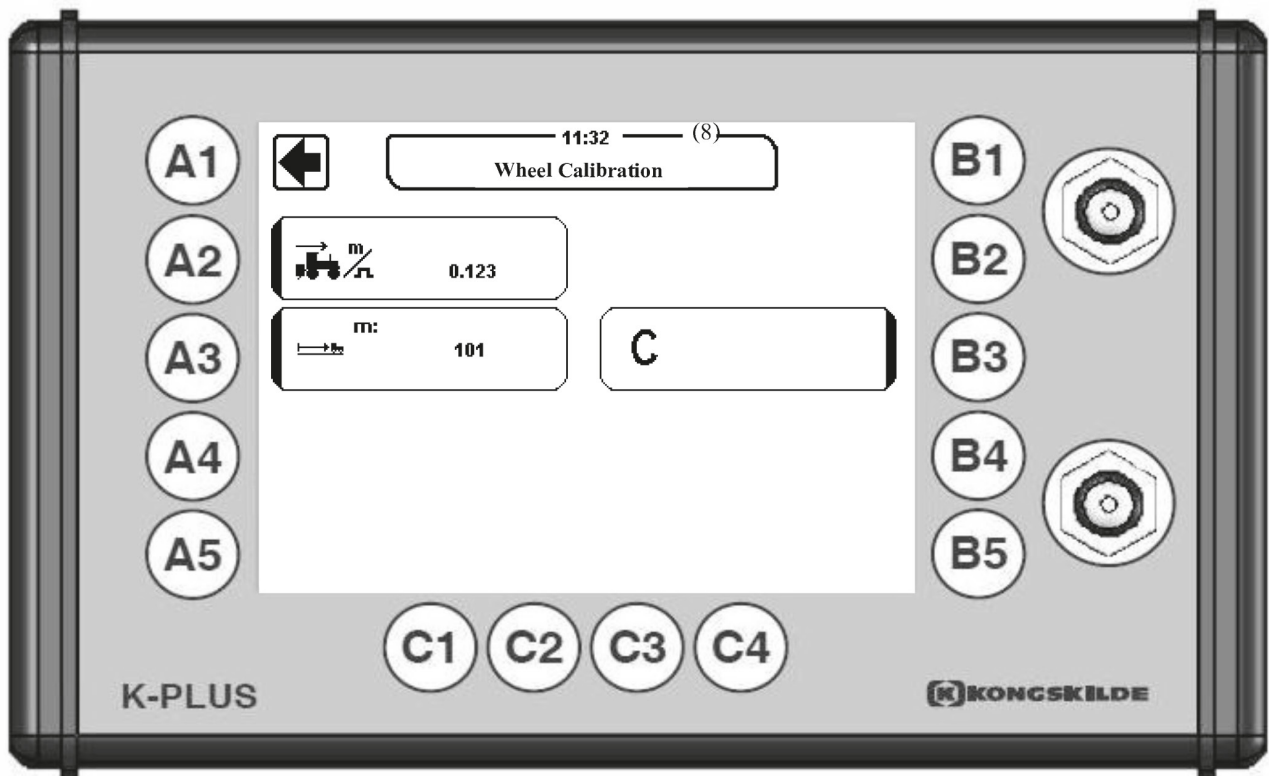 A1
11:32 (8)
Wheel Calibration
B1
A2
m
0.123
B2
A3
m:
101
C
B3
A4
B4
A5
B5
C1 C2 C3 C4
K-PLUS
KKONGSKILDE